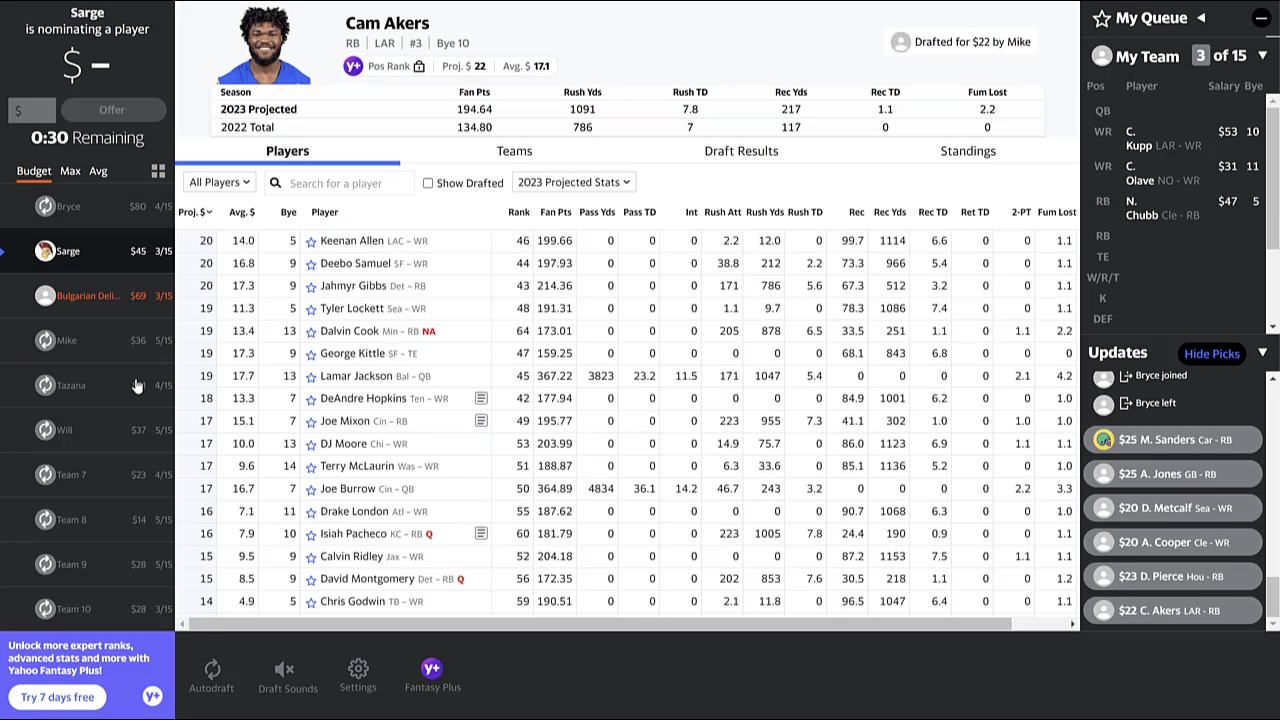 Sarge
is nominating a player
$ –
$ Offer
0:30 Remaining
Budget Max Avg
Bryce $80 4/15
Sarge $45 3/15
Bulgarian Deli... $69 3/15
Mike $36 5/15
Tazana 4/15
Will $37 5/15
Team 7 $23 4/15
Team 8 $14 5/15
Team 9 $28 5/15
Team 10 $28 3/15
Unlock more expert ranks,
advanced stats and more with
Yahoo Fantasy Plus!
Try 7 days free y+
Cam Akers
RB LAR #3 Bye 10
y+ Pos Rank Proj. $ 22 Avg. $ 17.1
Drafted for $22 by Mike
Season Fan Pts Rush Yds Rush TD Rec Yds Rec TD Fum Lost
2023 Projected 194.64 1091 7.8 217 1.1 2.2
2022 Total 134.80 786 7 117 0 0
Players Teams Draft Results Standings
All Players Search for a player Show Drafted 2023 Projected Stats
Proj. $ Avg. $ Bye Player Rank Fan Pts Pass Yds Pass TD Int Rush Att Rush Yds Rush TD Rec Rec Yds Rec TD Ret TD 2-PT Fum Lost
20 14.0 5 Keenan Allen LAC - WR 46 199.66 0 0 0 2.2 12.0 0 99.7 1114 6.6 0 0 1.1
20 16.8 9 Deebo Samuel SF - WR 44 197.93 0 0 0 38.8 212 2.2 73.3 966 5.4 0 0 1.1
20 17.3 9 Jahmyr Gibbs Det - RB 43 214.36 0 0 0 171 786 5.6 67.3 512 3.2 0 0 1.1
19 11.3 5 Tyler Lockett Sea - WR 48 191.31 0 0 0 1.1 9.7 0 78.3 1086 7.4 0 0 1.1
19 13.4 13 Dalvin Cook Min - RB NA 64 173.01 0 0 0 205 878 6.5 33.5 251 1.1 0 1.1 2.2
19 17.3 9 George Kittle SF - TE 47 159.25 0 0 0 0 0 0 68.1 843 6.8 0 0 0
19 17.7 13 Lamar Jackson Bal - QB 45 367.22 3823 23.2 11.5 171 1047 5.4 0 0 0 0 2.1 4.2
18 13.3 7 DeAndre Hopkins Ten - WR 42 177.94 0 0 0 0 0 0 84.9 1001 6.2 0 0 1.0
17 15.1 7 Joe Mixon Cin - RB 49 195.77 0 0 0 223 955 7.3 41.1 302 1.0 0 1.0 1.0
17 10.0 13 DJ Moore Chi - WR 53 203.99 0 0 0 14.9 75.7 0 86.0 1123 6.9 0 1.1 1.1
17 9.6 14 Terry McLaurin Was - WR 51 188.87 0 0 0 6.3 33.6 0 85.1 1136 5.2 0 0 1.0
17 16.7 7 Joe Burrow Cin - QB 50 364.89 4834 36.1 14.2 46.7 243 3.2 0 0 0 0 2.2 3.3
16 7.1 11 Drake London Atl - WR 55 187.62 0 0 0 0 0 0 90.7 1068 6.3 0 0 1.1
16 7.9 10 Isiah Pacheco KC - RB Q 60 181.79 0 0 0 223 1005 7.8 24.4 190 0.9 0 0 1.1
15 9.5 9 Calvin Ridley Jax - WR 52 204.18 0 0 0 0 0 0 87.2 1153 7.5 0 1.1 1.1
15 8.5 9 David Montgomery Det - RB Q 56 172.35 0 0 0 202 853 7.6 30.5 218 1.1 0 0 1.2
14 4.9 5 Chris Godwin TB - WR 59 190.51 0 0 0 2.1 11.8 0 96.5 1047 6.4 0 0 1.1
Autodraft Draft Sounds Settings y+ Fantasy Plus
My Queue
My Team 3 of 15
Pos Player Salary Bye
QB
WR C. Kupp LAR - WR $53 10
WR C. Olave NO - WR $31 11
RB N. Chubb Cle - RB $47 5
RB
TE
W/R/T
K
DEF
Updates Hide Picks
Bryce joined
Bryce left
$25 M. Sanders Car - RB
$25 A. Jones GB - RB
$20 D. Metcalf Sea - WR
$20 A. Cooper Cle - WR
$23 D. Pierce Hou - RB
$22 C. Akers LAR - RB